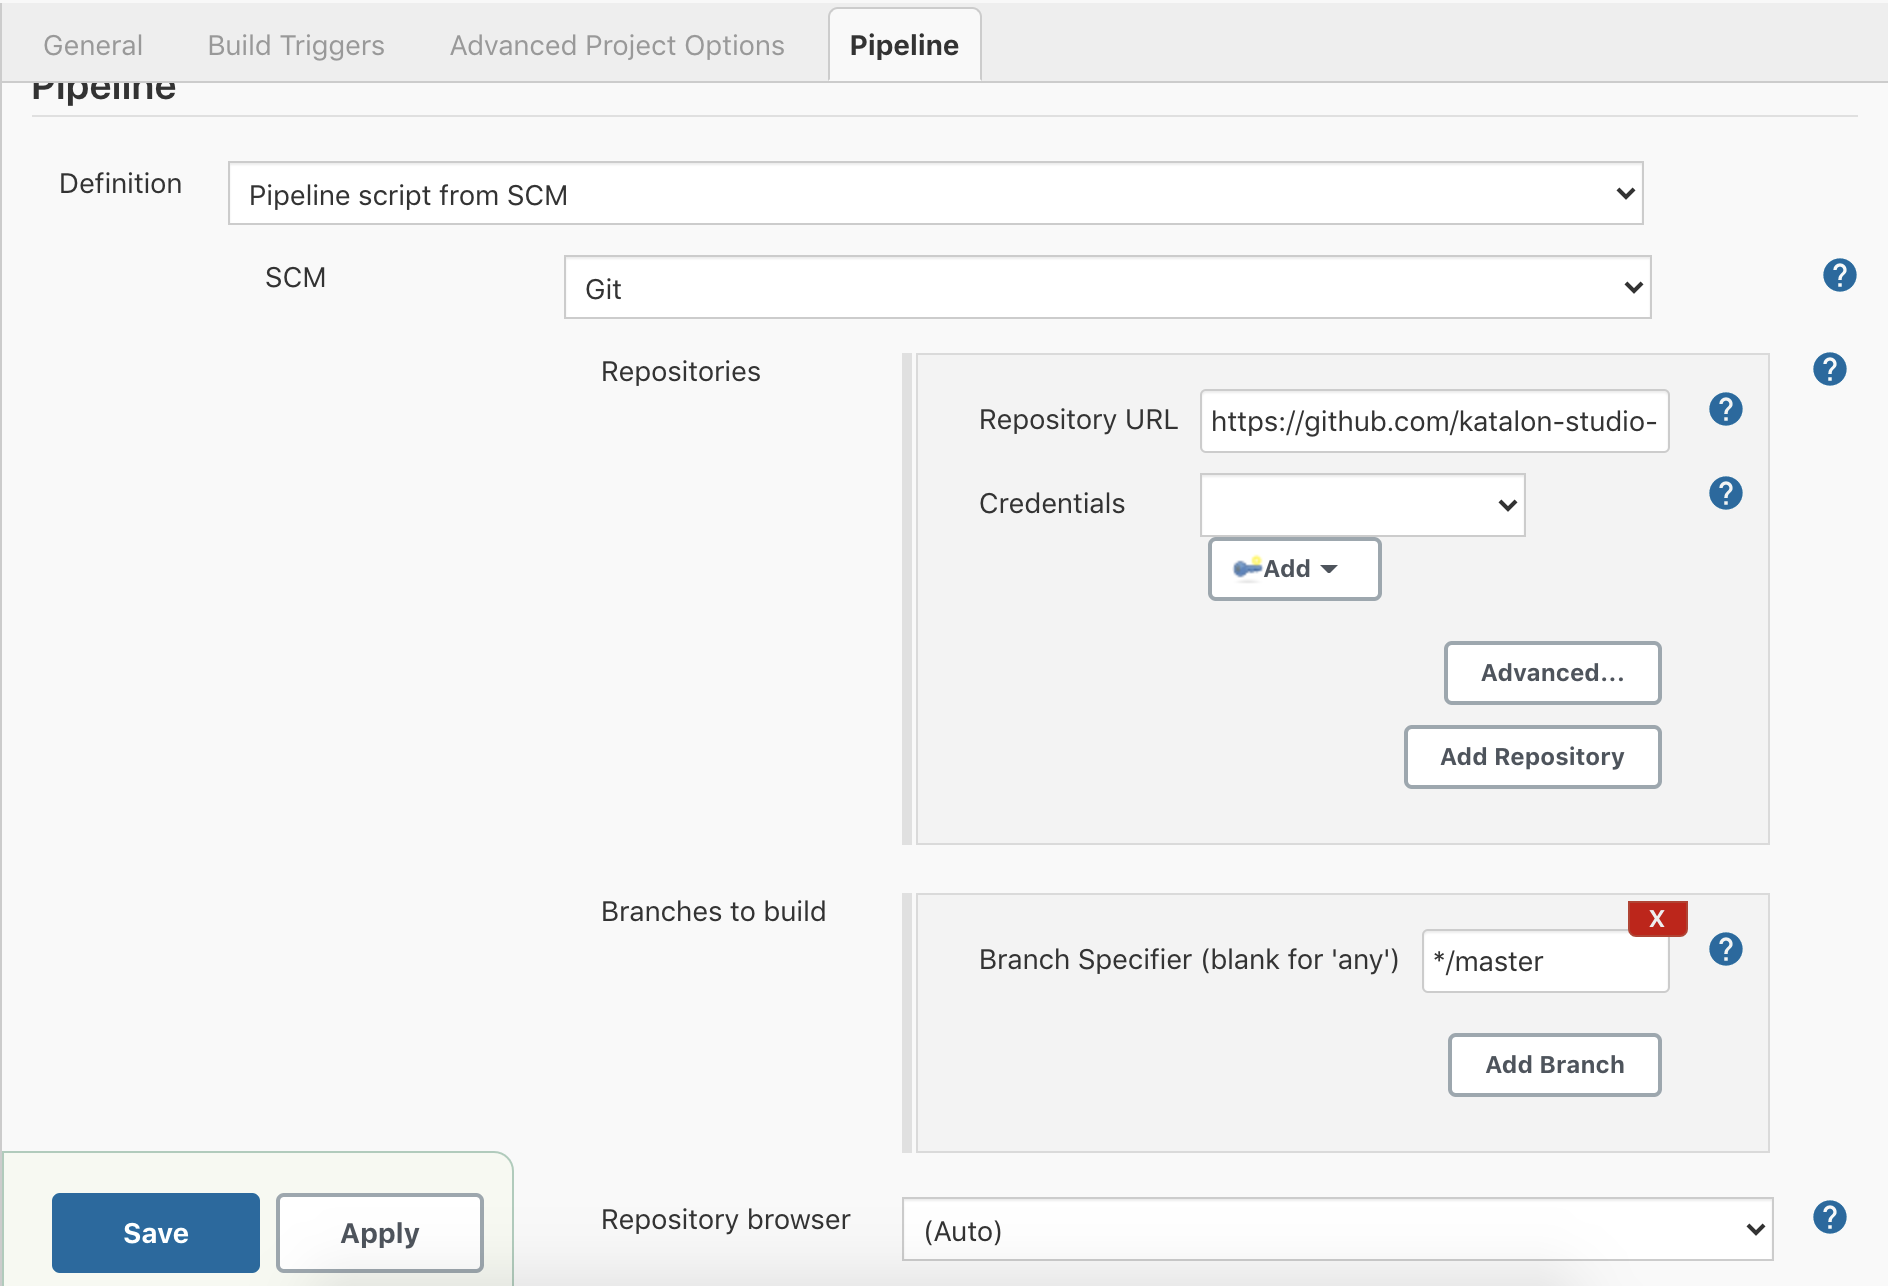 General Build Triggers Advanced Project Options Pipeline
Pipeline
Definition Pipeline script from SCM
SCM Git ?
Repositories ?
Repository URL https://github.com/katalon-studio- ?
Credentials ?
Add
Advanced...
Add Repository
Branches to build
X
Branch Specifier (blank for 'any') */master ?
Add Branch
Save Apply Repository browser (Auto) ?